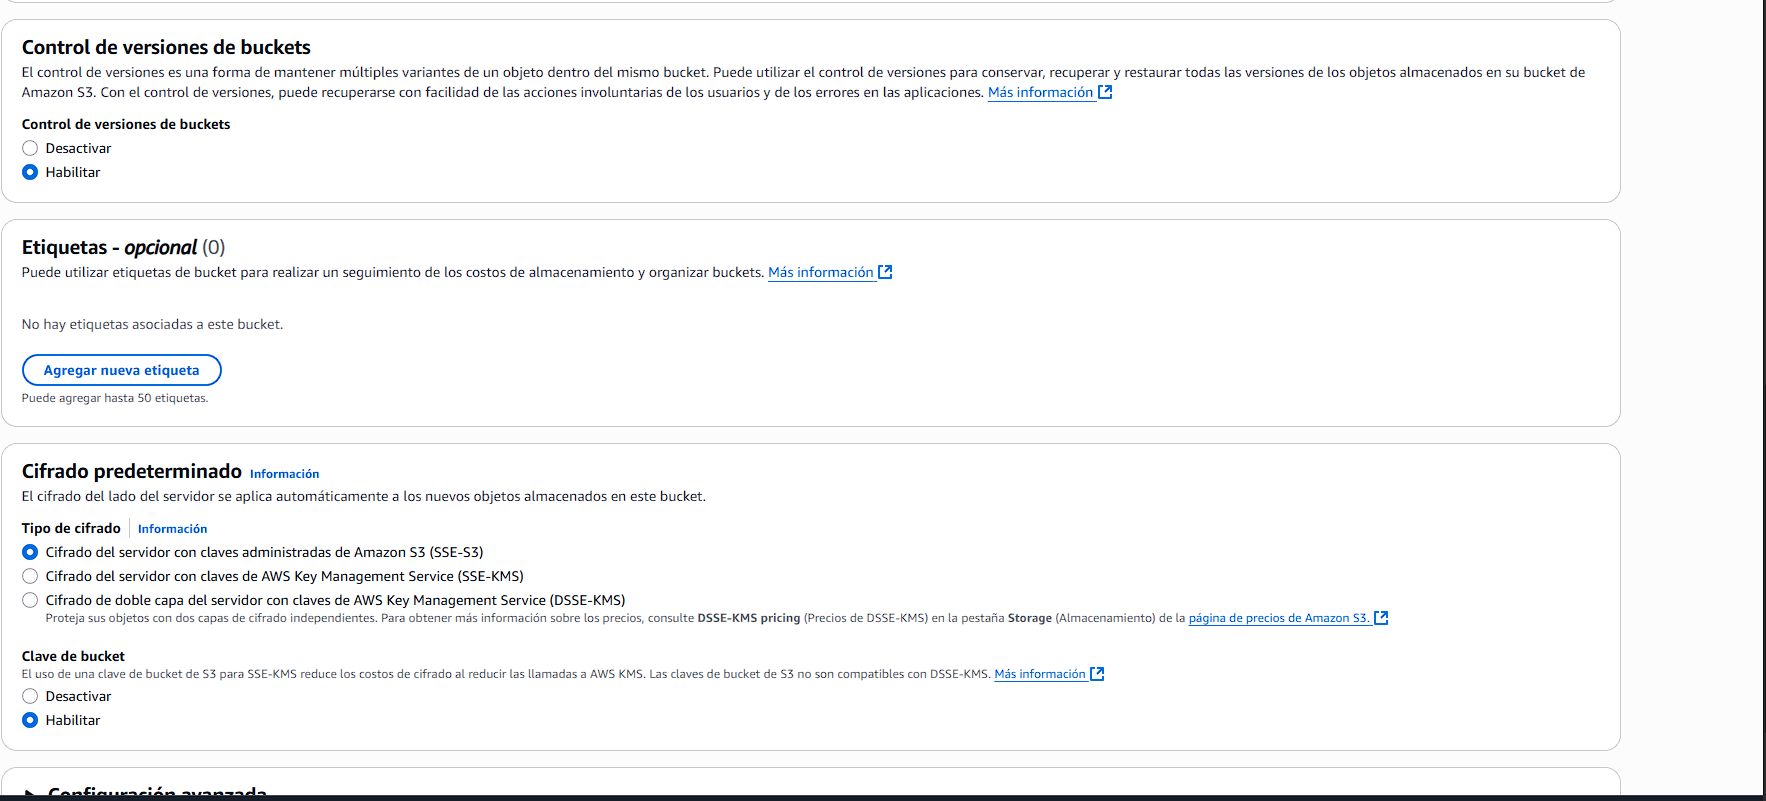 Control de versiones de buckets
El control de versiones es una forma de mantener múltiples variantes de un objeto dentro del mismo bucket. Puede utilizar el control de versiones para conservar, recuperar y restaurar todas las versiones de los objetos almacenados en su bucket de
Amazon S3. Con el control de versiones, puede recuperarse con facilidad de las acciones involuntarias de los usuarios y de los errores en las aplicaciones. Más información
Control de versiones de buckets
Desactivar
Habilitar
Etiquetas - opcional (0)
Puede utilizar etiquetas de bucket para realizar un seguimiento de los costos de almacenamiento y organizar buckets. Más información
No hay etiquetas asociadas a este bucket.
Agregar nueva etiqueta
Puede agregar hasta 50 etiquetas.
Cifrado predeterminado Información
El cifrado del lado del servidor se aplica automáticamente a los nuevos objetos almacenados en este bucket.
Tipo de cifrado Información
Cifrado del servidor con claves administradas de Amazon S3 (SSE-S3)
Cifrado del servidor con claves de AWS Key Management Service (SSE-KMS)
Cifrado de doble capa del servidor con claves de AWS Key Management Service (DSSE-KMS)
Proteja sus objetos con dos capas de cifrado independientes. Para obtener más información sobre los precios, consulte DSSE-KMS pricing (Precios de DSSE-KMS) en la pestaña Storage (Almacenamiento) de la página de precios de Amazon S3.
Clave de bucket
El uso de una clave de bucket de S3 para SSE-KMS reduce los costos de cifrado al reducir las llamadas a AWS KMS. Las claves de bucket de S3 no son compatibles con DSSE-KMS. Más información
Desactivar
Habilitar
Configuración avanzada